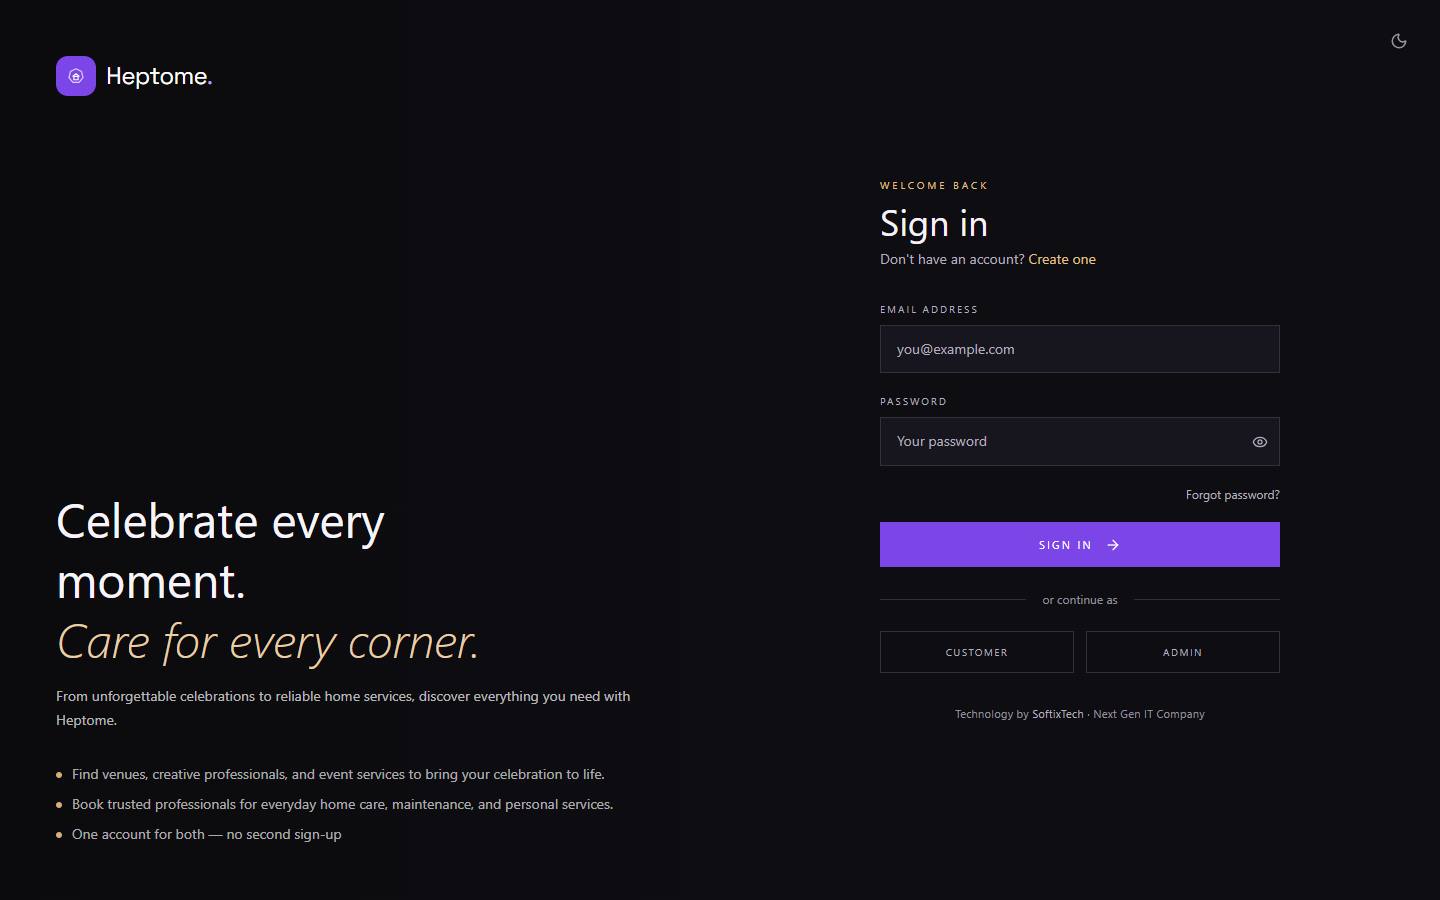 Heptome.
Celebrate every
moment.
Care for every corner.
From unforgettable celebrations to reliable home services, discover everything you need with
Heptome.
Find venues, creative professionals, and event services to bring your celebration to life.
Book trusted professionals for everyday home care, maintenance, and personal services.
One account for both — no second sign-up
WELCOME BACK
Sign in
Don't have an account? Create one
EMAIL ADDRESS
you@example.com
PASSWORD
Your password
Forgot password?
SIGN IN
or continue as
CUSTOMER
ADMIN
Technology by SoftixTech · Next Gen IT Company